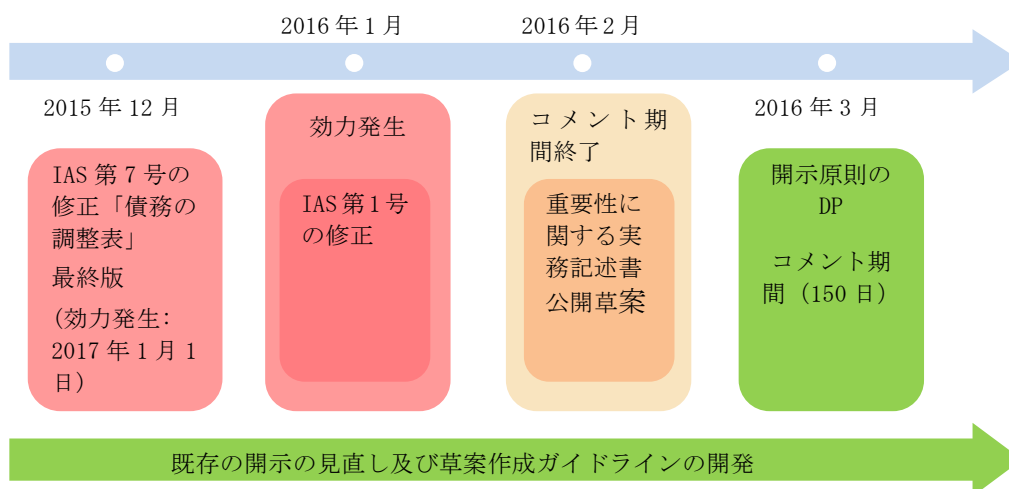 2016年1月
2016年2月
2015年12月
2016年3月
IAS第7号の
修正「債務の
調整表」
最終版
(効力発生:
2017年1月1
日)
効力発生
IAS第1号
の修正
コメント期
間終了
重要性に
関する実
務記述書
公開草案
開示原則の
DP
コメント期
間(150日)
既存の開示の見直し及び草案作成ガイドラインの開発